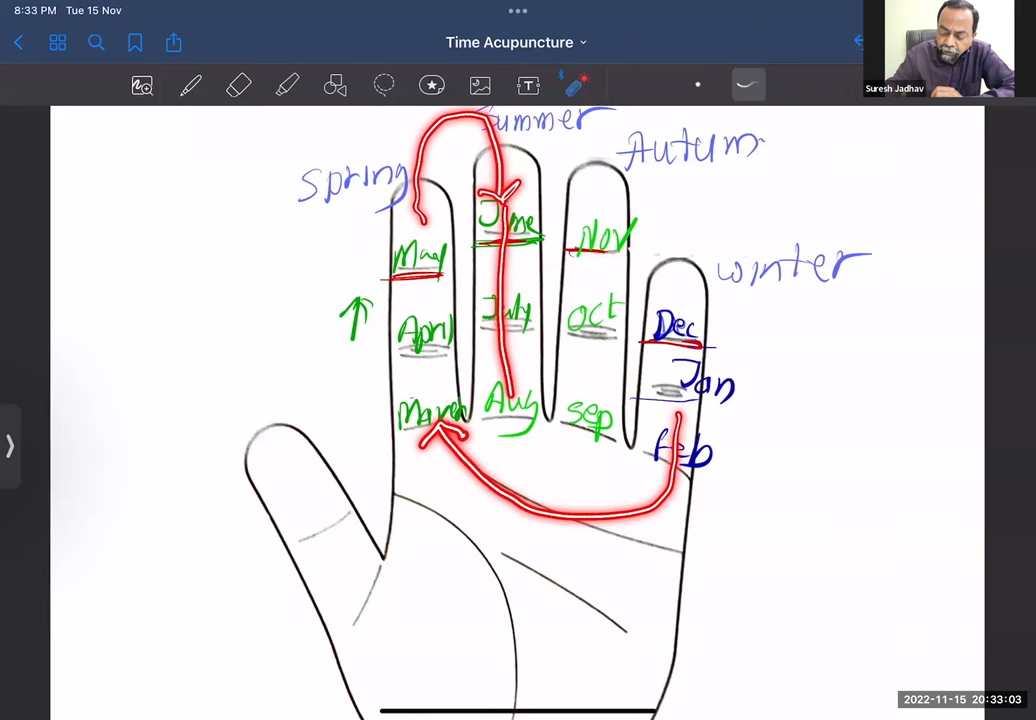 8:33 PM Tue 15 Nov
Time Acupuncture
Suresh Jadhav
Summer
Autum
Spring
Winter
June
Nov
May
July
Oct
Dec
April
Jan
March
Aug
Sep
Feb
2022-11-15 20:33:03